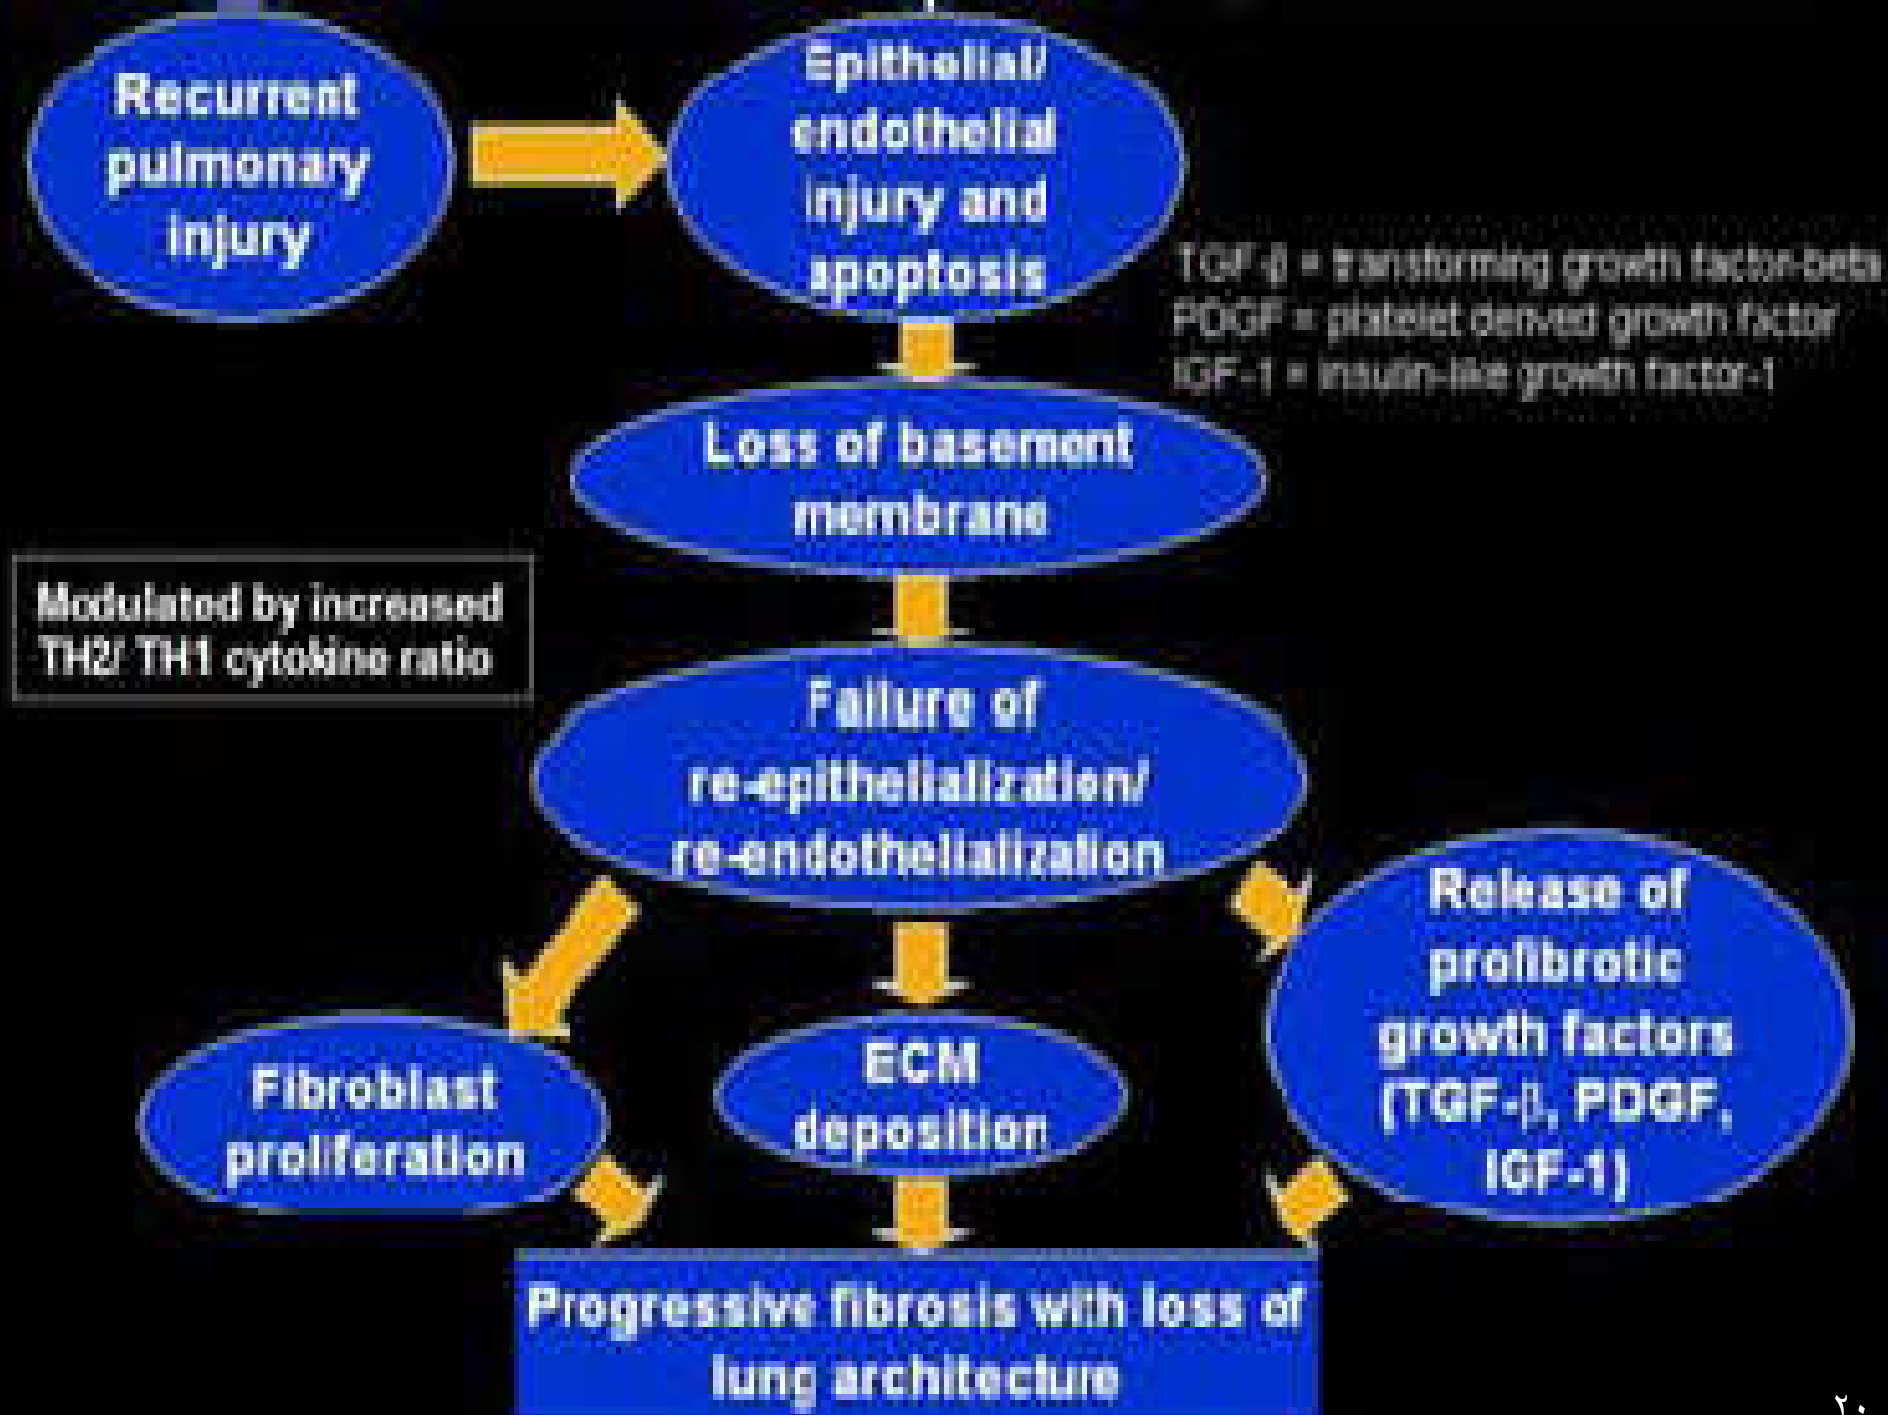 Recurrent
pulmonary
injury
Epithelial/
endothelial
injury and
apoptosis
TGF-β = transforming growth factor-beta
PDGF = platelet derived growth factor
IGF-1 = insulin-like growth factor-1
Loss of basement
membrane
Modulated by increased
TH2/ TH1 cytokine ratio
Failure of
re-epithelialization/
re-endothelialization
Release of
profibrotic
growth factors
(TGF-β, PDGF,
IGF-1)
Fibroblast
proliferation
ECM
deposition
Progressive fibrosis with loss of
lung architecture
٢٠